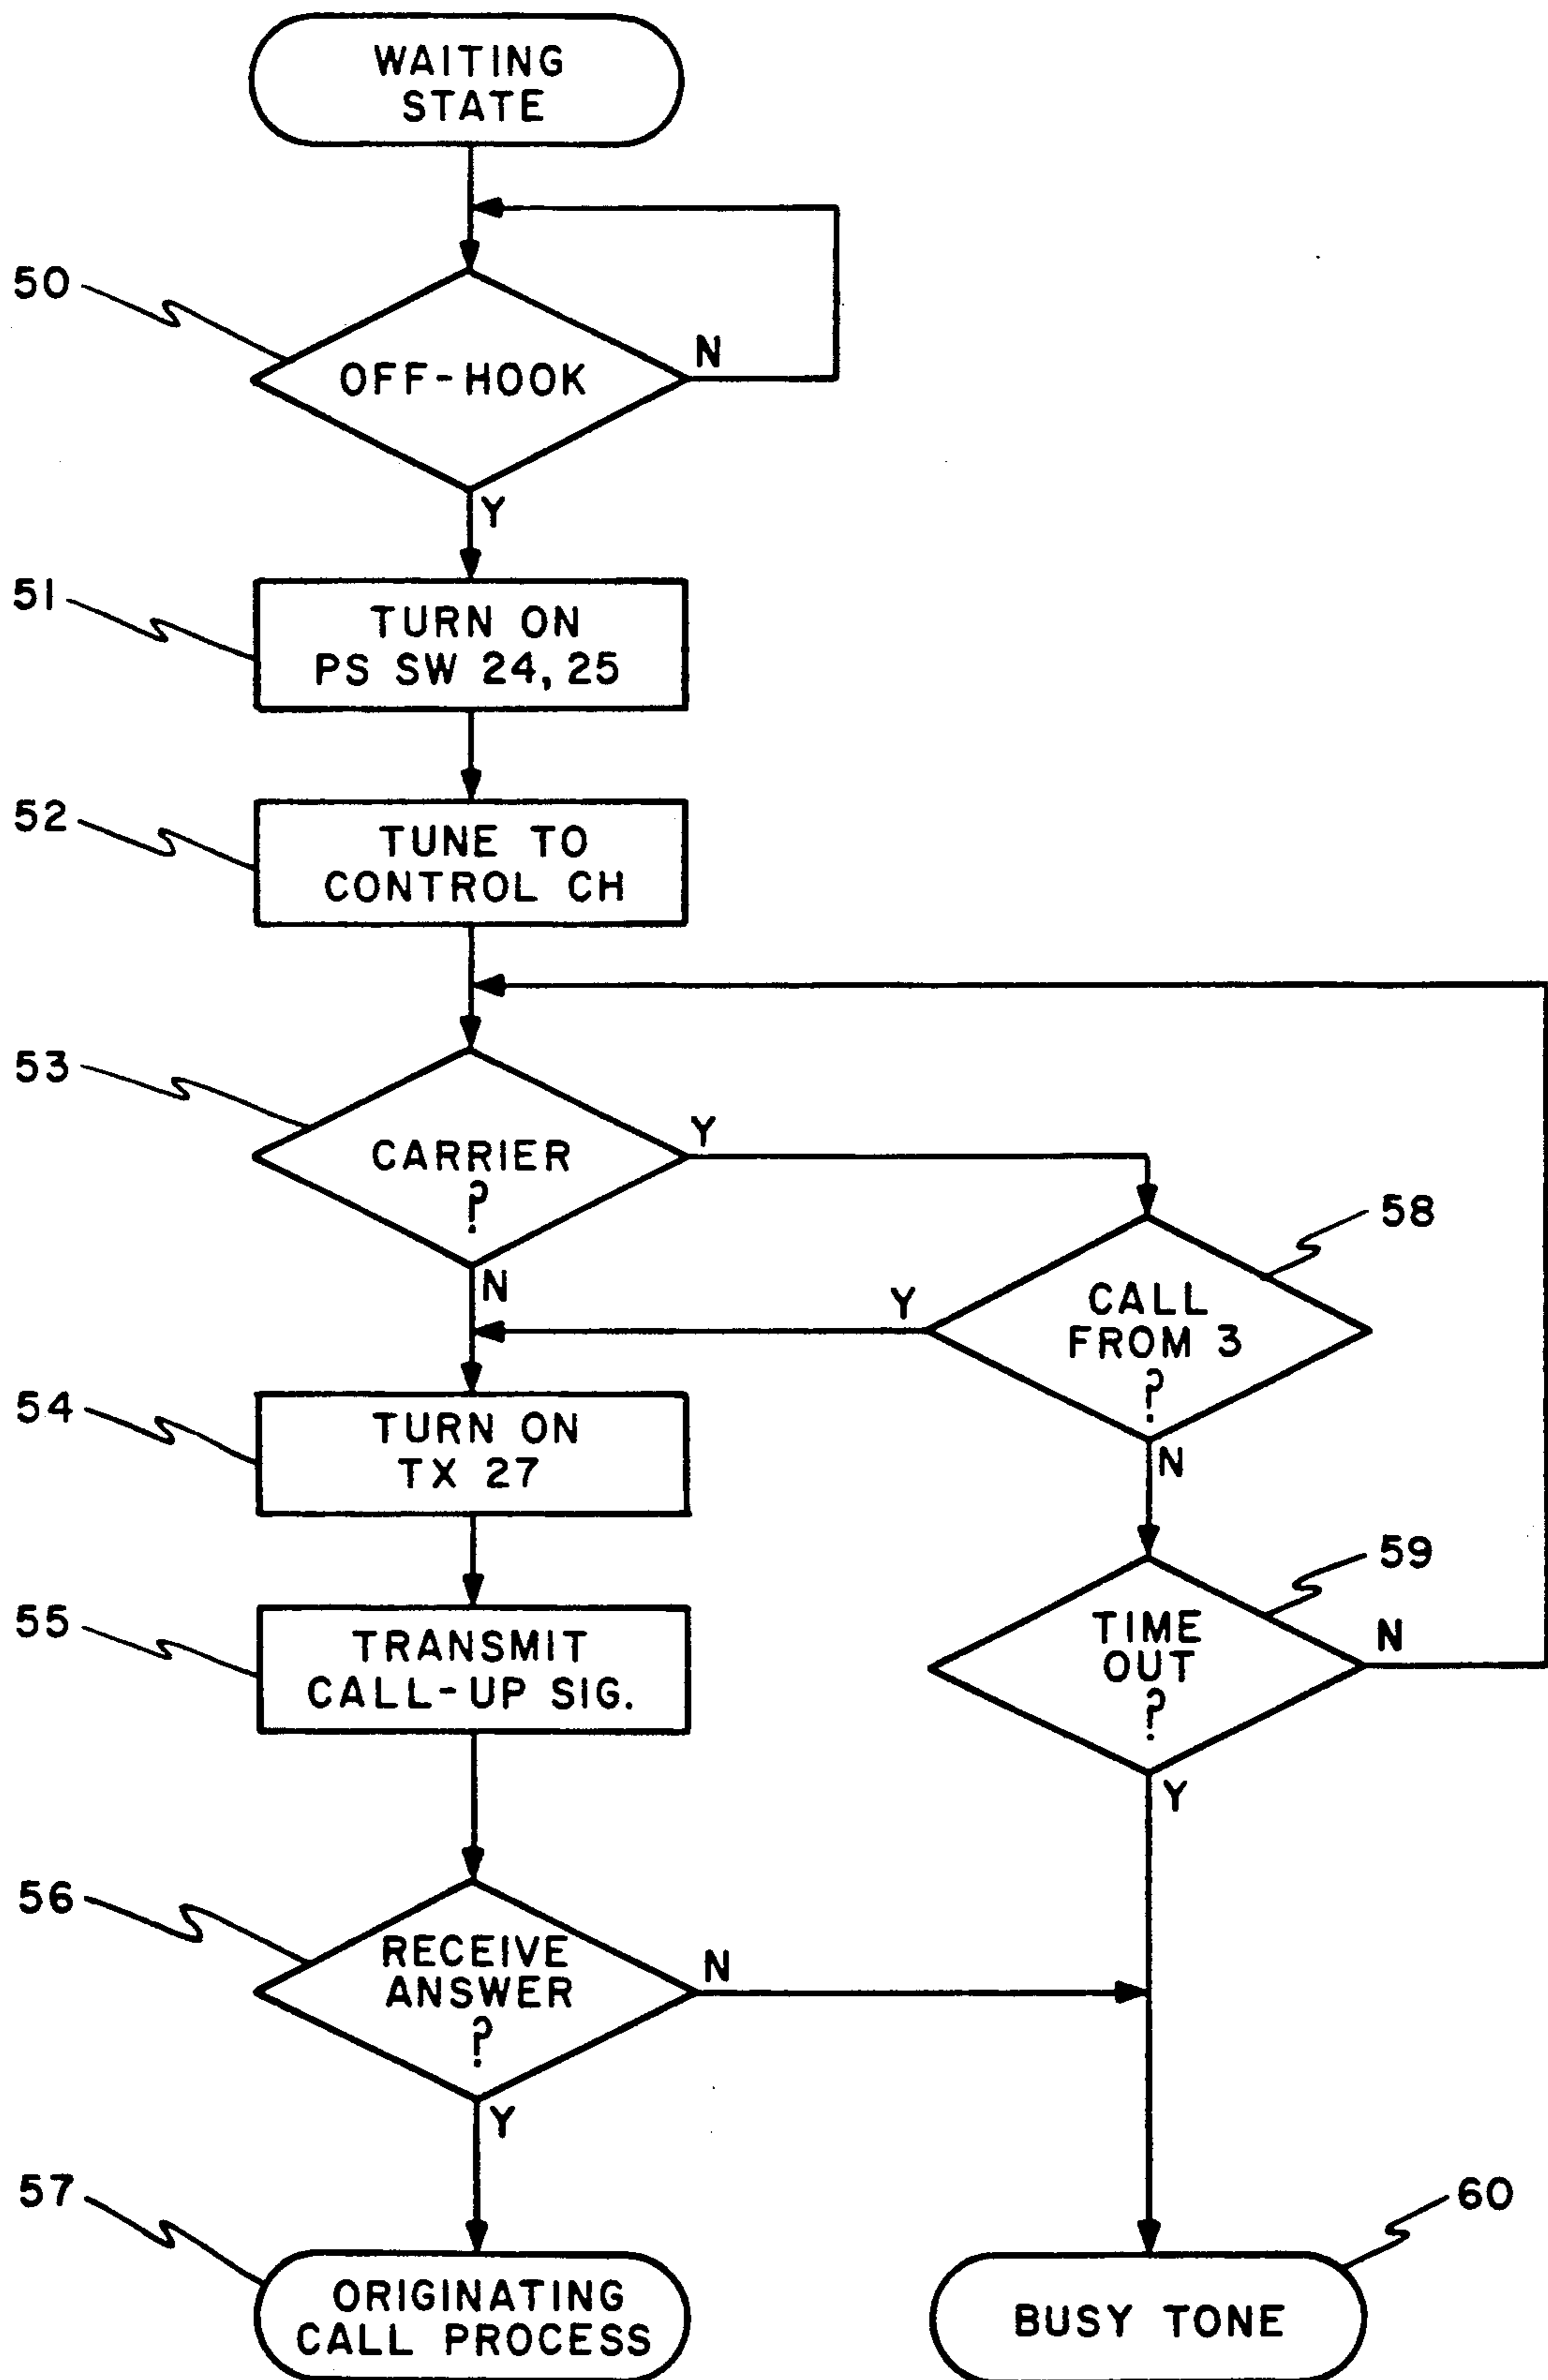 WAITING
STATE
50
OFF-HOOK
N
Y
51
TURN ON
PS SW 24, 25
52
TUNE TO
CONTROL CH
53
CARRIER
?
Y
N
58
CALL
FROM 3
?
Y
N
54
TURN ON
TX 27
59
TIME
OUT
?
N
Y
55
TRANSMIT
CALL-UP SIG.
56
RECEIVE
ANSWER
?
N
Y
57
ORIGINATING
CALL PROCESS
60
BUSY TONE